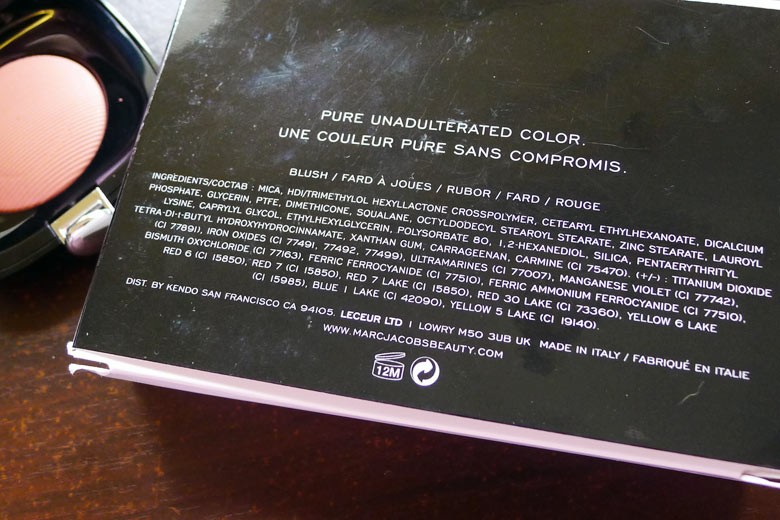 PURE UNADULTERATED COLOR.
UNE COULEUR PURE SANS COMPROMIS.
BLUSH / FARD À JOUES / RUBOR / FARD / ROUGE
INGREDIENTS/COCTAB : MICA, HDI/TRIMETHYLOL HEXYLLACTONE CROSSPOLYMER, CETEARYL ETHYLHEXANOATE, DICALCIUM
PHOSPHATE, GLYCERIN, PTFE, DIMETHICONE, SQUALANE, OCTYLDODECYL STEAROYL STEARATE, ZINC STEARATE, LAUROYL
LYSINE, CAPRYLYL GLYCOL, ETHYLHEXYLGLYCERIN, POLYSORBATE 80, 1,2-HEXANEDIOL, SILICA, PENTAERYTHRITYL
TETRA-DI-t-BUTYL HYDROXYHYDROCINNAMATE, XANTHAN GUM, CARRAGEENAN, CARMINE (CI 75470). (+/-) : TITANIUM DIOXIDE
(CI 77891), IRON OXIDES (CI 77491, 77492, 77499), ULTRAMARINES (CI 77007), MANGANESE VIOLET (CI 77742),
BISMUTH OXYCHLORIDE (CI 77163), FERRIC FERROCYANIDE (CI 77510), FERRIC AMMONIUM FERROCYANIDE (CI 77510),
RED 6 (CI 15850), RED 7 (CI 15850), RED 7 LAKE (CI 15850), RED 30 LAKE (CI 73360), YELLOW 6 LAKE
(CI 15985), BLUE 1 LAKE (CI 42090), YELLOW 5 LAKE (CI 19140).
DIST. BY KENDO SAN FRANCISCO CA 94105. LECEUR LTD | LOWRY M50 3UB UK MADE IN ITALY / FABRIQUÉ EN ITALIE
WWW.MARCJACOBSBEAUTY.COM
12M